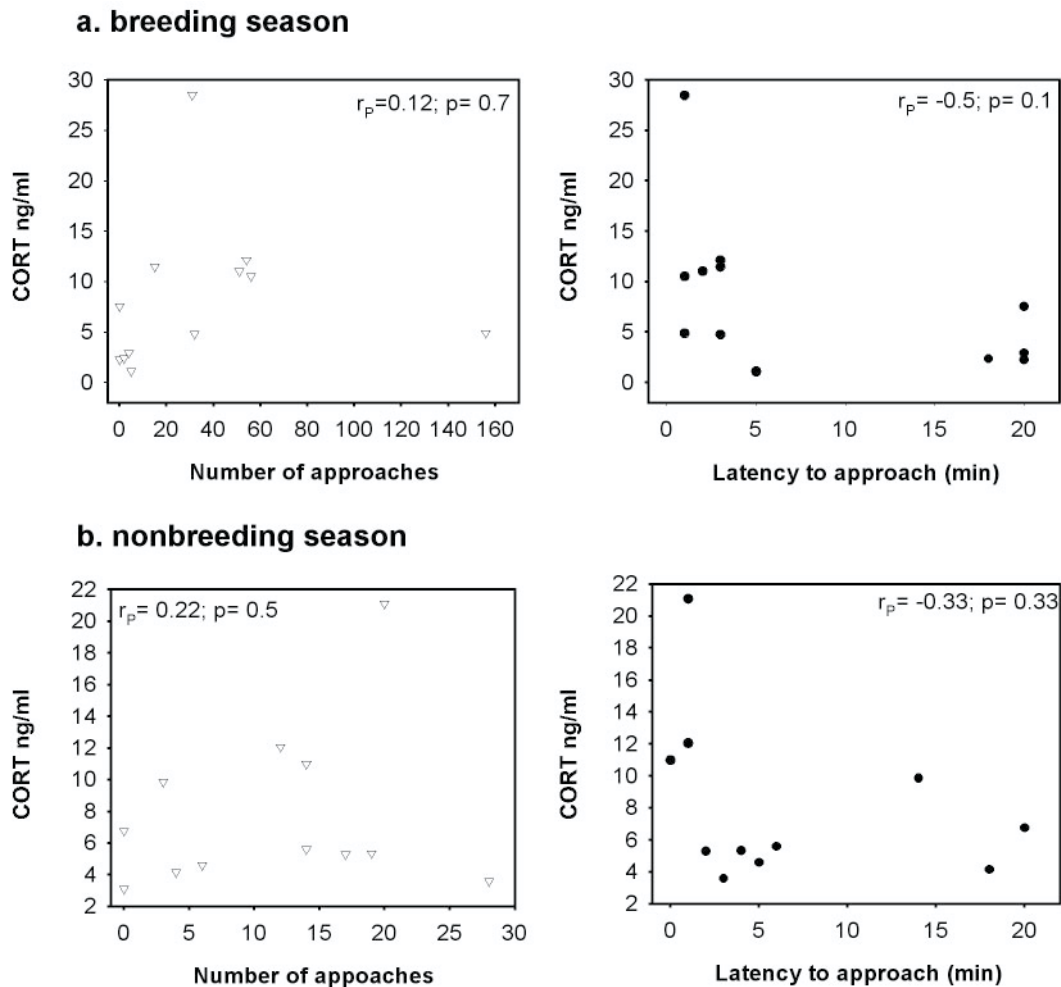 a. breeding season
30
25
20
15
10
5
0
CORT ng/ml
rP=0.12; p= 0.7
0 20 40 60 80 100 120 140 160
Number of approaches
30
25
20
15
10
5
0
CORT ng/ml
rP= -0.5; p= 0.1
0 5 10 15 20
Latency to approach (min)
b. nonbreeding season
22
20
18
16
14
12
10
8
6
4
2
CORT ng/ml
rP= 0.22; p= 0.5
0 5 10 15 20 25 30
Number of appoaches
22
20
18
16
14
12
10
8
6
4
2
CORT ng/ml
rP= -0.33; p= 0.33
0 5 10 15 20
Latency to approach (min)